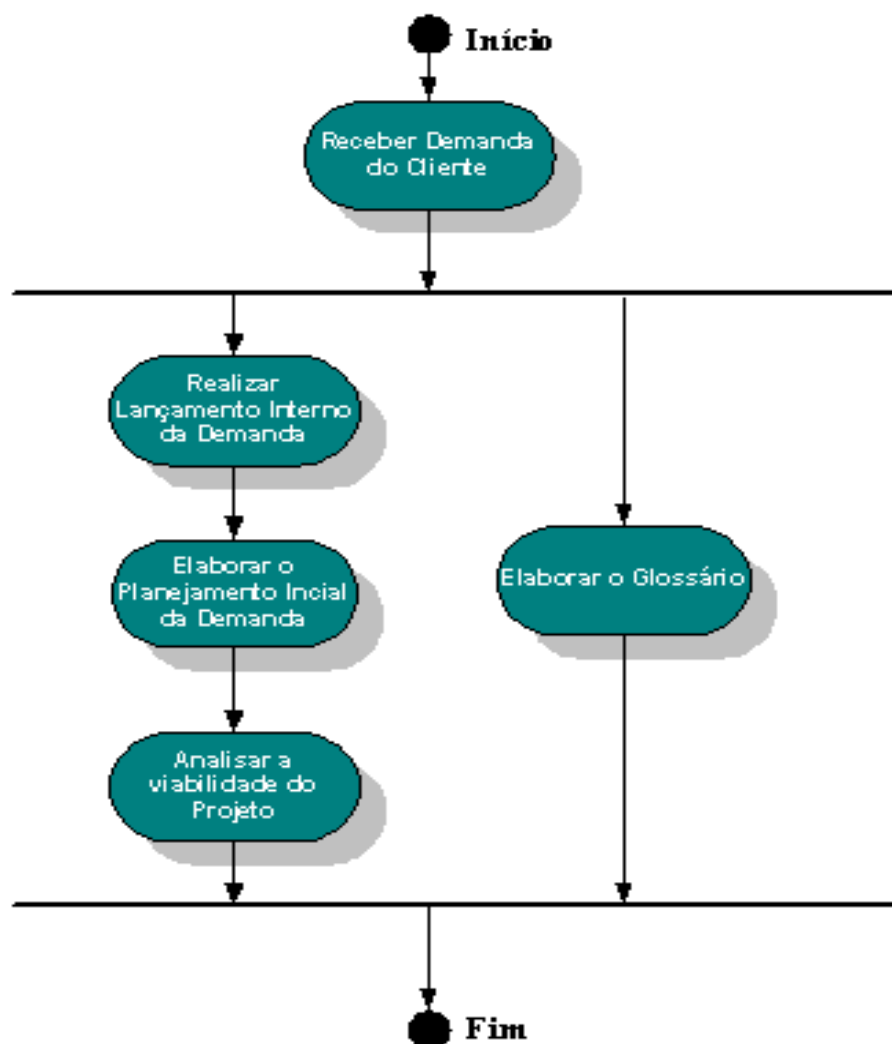 Início
Receber Demanda
do Cliente
Realizar
Lançamento Interno
da Demanda
Elaborar o
Planejamento Incial
da Demanda
Elaborar o Glossário
Analisar a
viabilidade do
Projeto
Fim